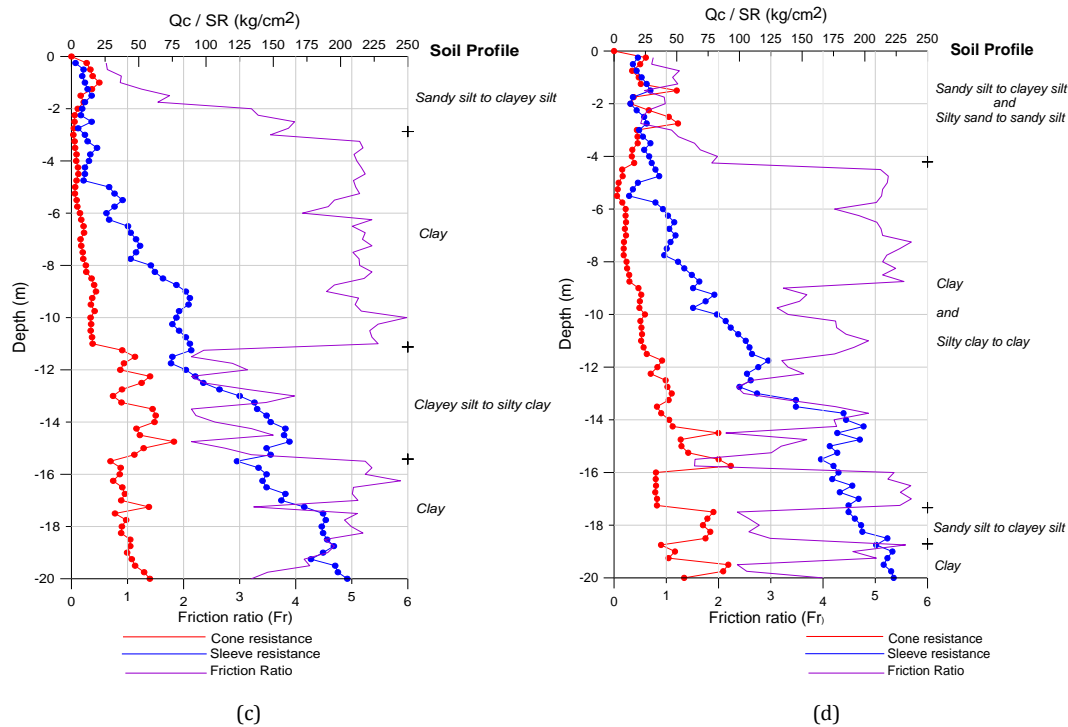 Qc / SR (kg/cm2)
0 25 50 75 100 125 150 175 200 225 250
Soil Profile
0
-2
-4
-6
-8
-10
-12
-14
-16
-18
-20
Depth (m)
Sandy silt to clayey silt
Clay
Clayey silt to silty clay
Clay
0 1 2 3 4 5 6
Friction ratio (Fr)
Cone resistance
Sleeve resistance
Friction Ratio
(c)
Qc / SR (kg/cm2)
0 25 50 75 100 125 150 175 200 225 250
Soil Profile
0
-2
-4
-6
-8
-10
-12
-14
-16
-18
-20
Depth (m)
Sandy silt to clayey silt
and
Silty sand to sandy silt
Clay
and
Silty clay to clay
Sandy silt to clayey silt
Clay
0 1 2 3 4 5 6
Friction ratio (Fr)
Cone resistance
Sleeve resistance
Friction Ratio
(d)